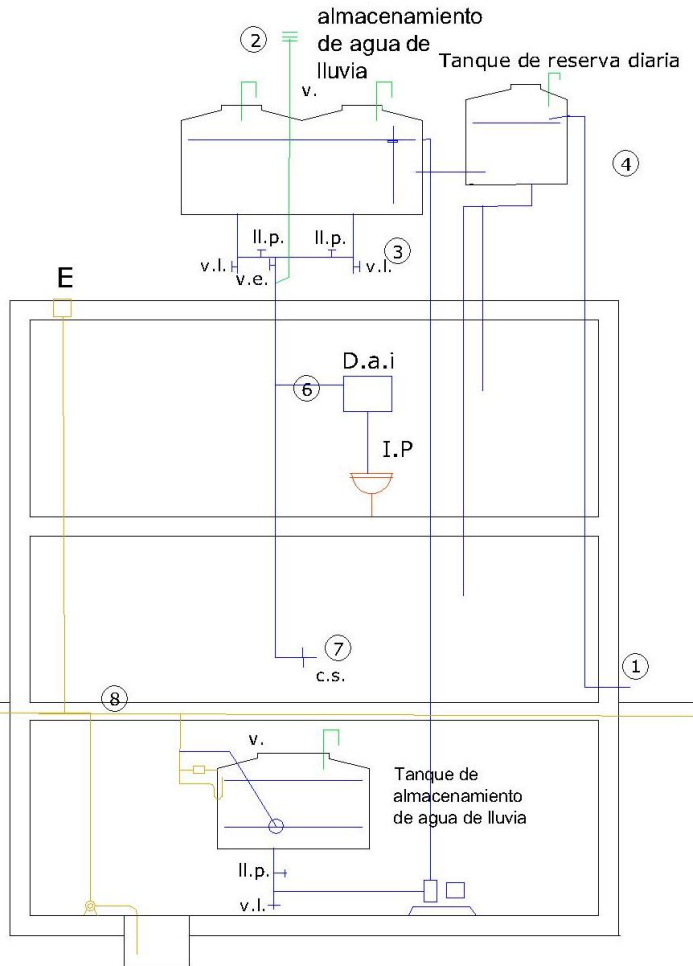 almacenamiento
de agua de
lluvia
2
Tanque de reserva diaria
v.
4
ll.p.
ll.p.
3
v.l.
v.e.
v.l.
E
D.a.i
6
I.P
7
c.s.
1
8
v.
Tanque de
almacenamiento
de agua de lluvia
ll.p.
v.l.